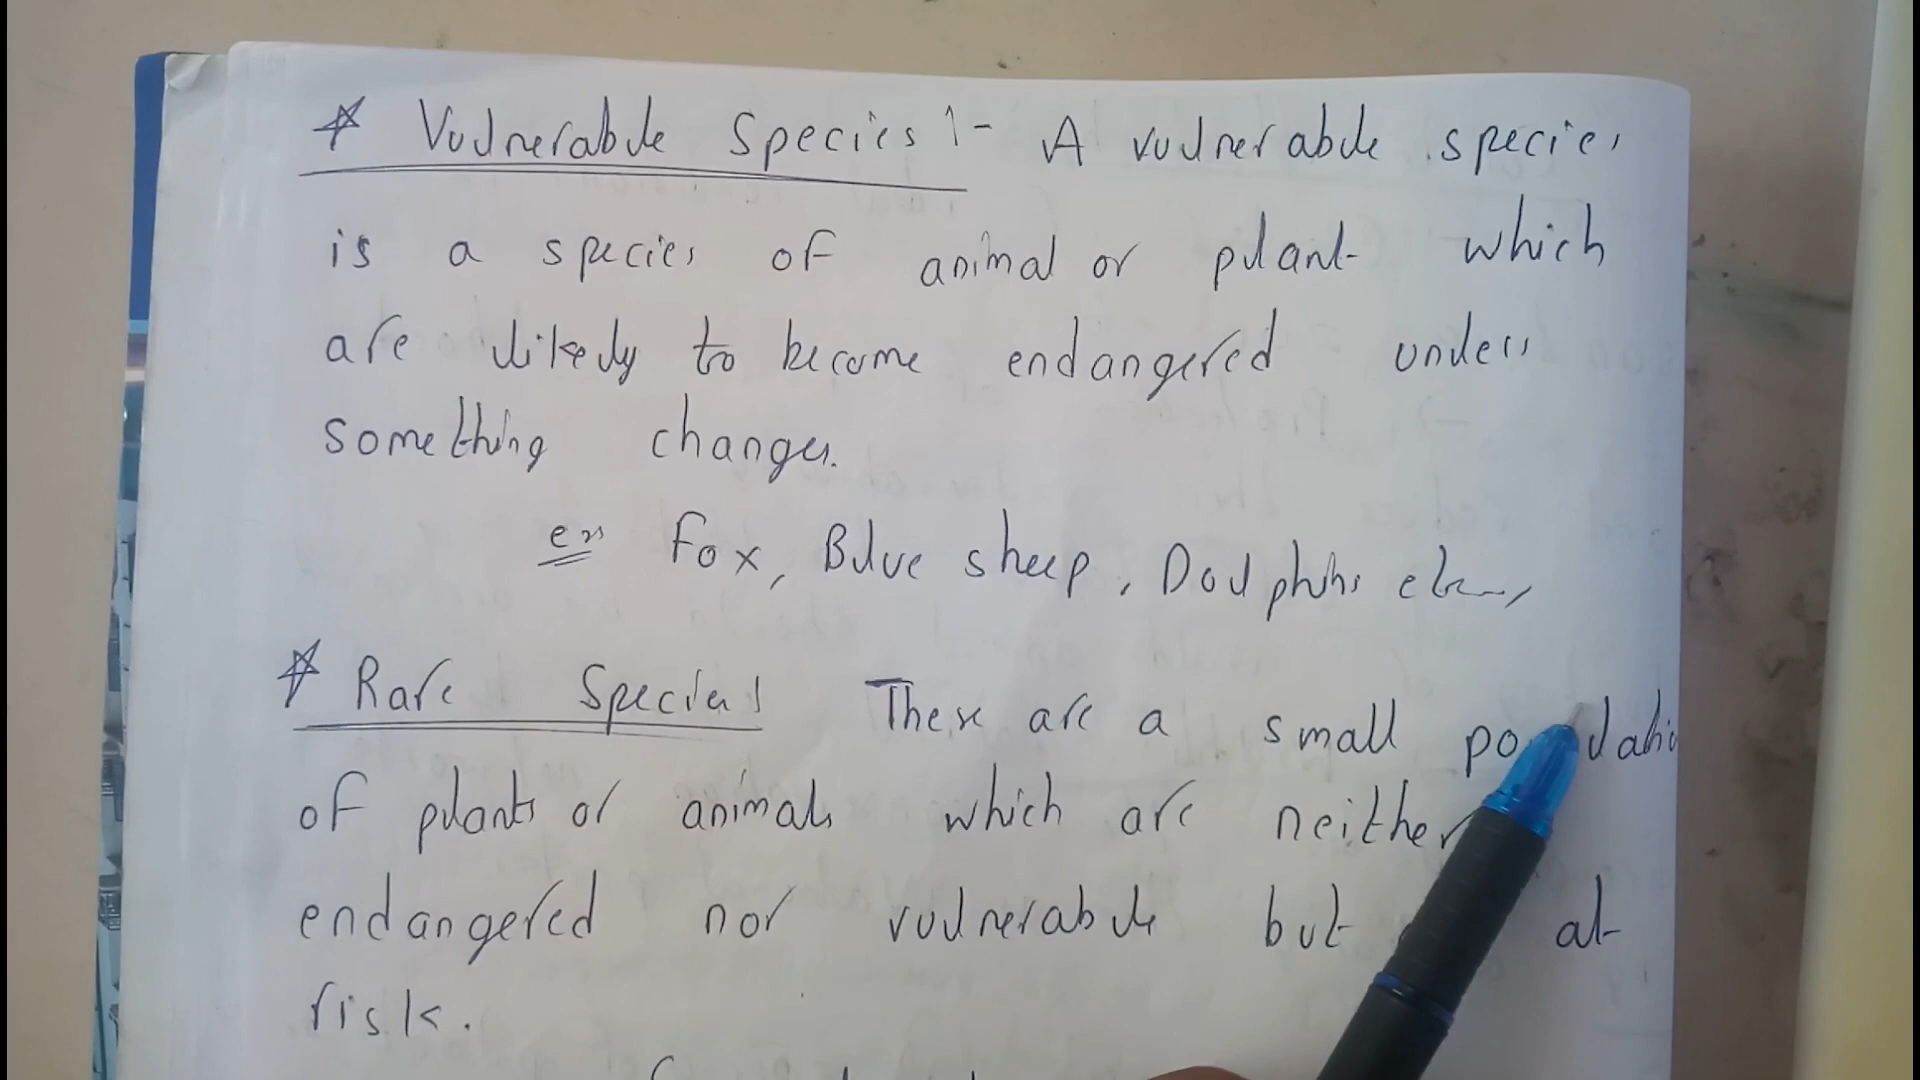 * Vulnerable Species :- A vulnerable species
is a species of animal or plant which
are likely to become endangered unless
something changes.
ex Fox, Blue sheep, Dolphins etc,
* Rare Species These are a small
of plants or animals which are neither
endangered nor vulnerable but at
risk.